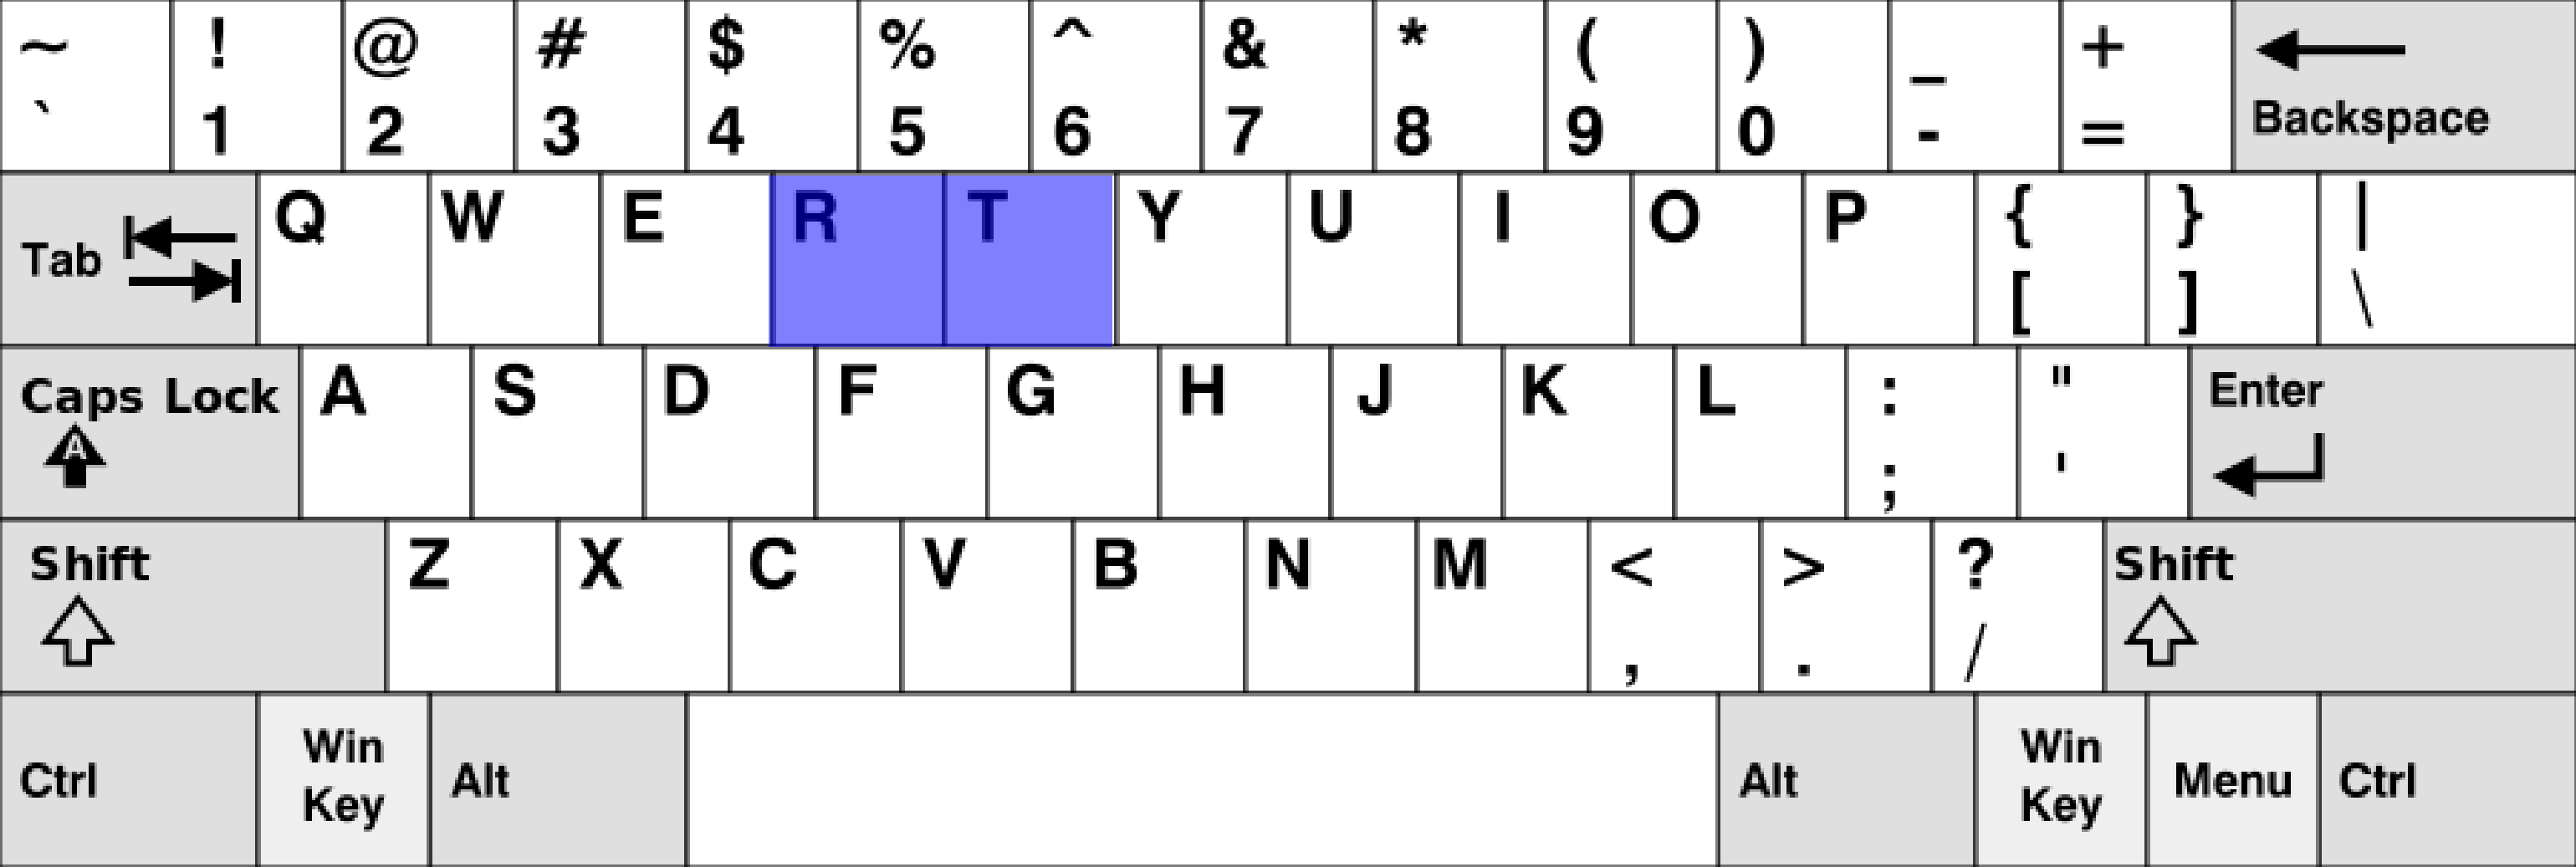 ~ ! @ # $ % ^ & * ( ) _ +
` 1 2 3 4 5 6 7 8 9 0 - = Backspace
Tab Q W E R T Y U I O P { } |
[ ] \
Caps Lock A S D F G H J K L : " Enter
A ; '
Shift Z X C V B N M < > ? Shift
, . /
Ctrl Win Key Alt Alt Win Key Menu Ctrl